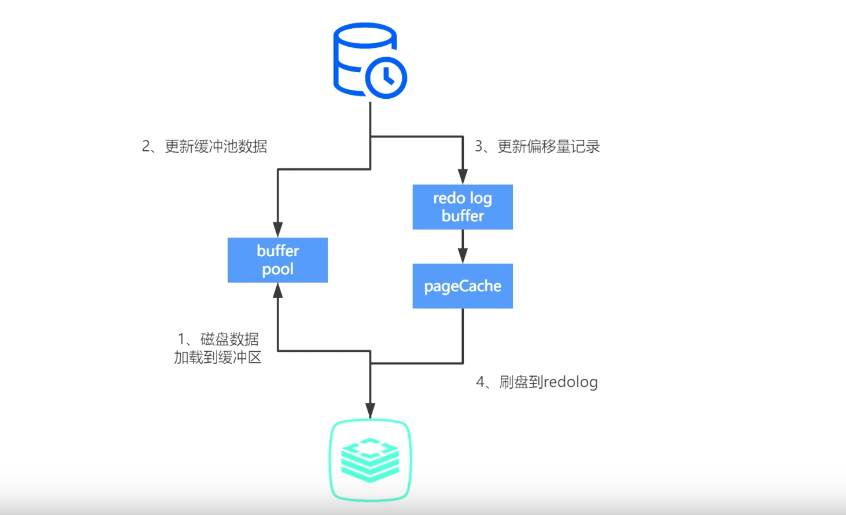 2、更新缓冲池数据
3、更新偏移量记录
redo log
buffer
buffer
pool
pageCache
1、磁盘数据
加载到缓冲区
4、刷盘到redolog